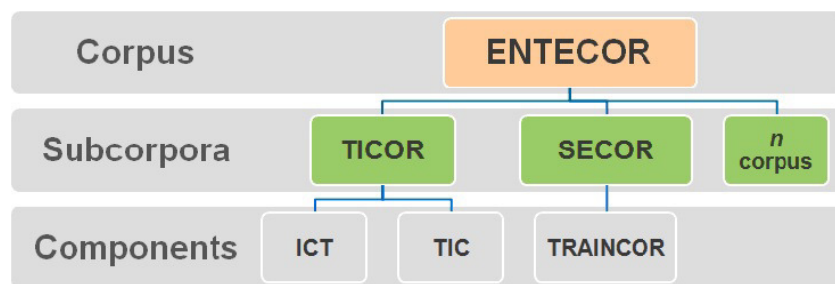 Corpus
ENTECOR
Subcorpora
TICOR
SECOR
n
corpus
Components
ICT
TIC
TRAINCOR